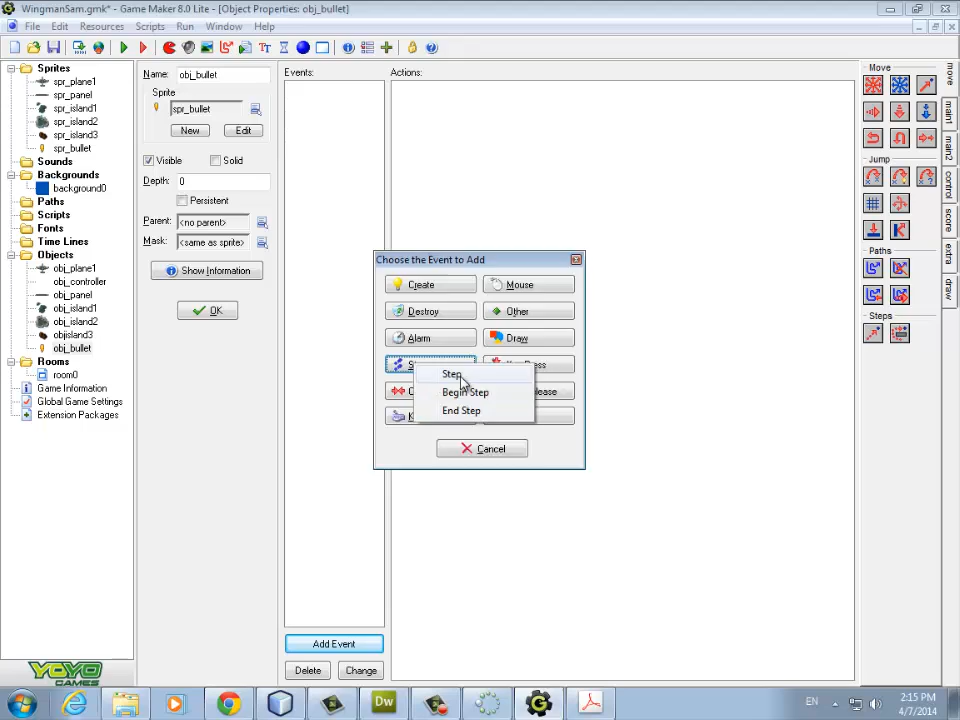 WingmanSam.gmk* - Game Maker 8.0 Lite - [Object Properties: obj_bullet]
File Edit Resources Scripts Run Window Help
Sprites
spr_plane1
spr_panel
spr_island1
spr_island2
spr_island3
spr_bullet
Sounds
Backgrounds
background0
Paths
Scripts
Fonts
Time Lines
Objects
obj_plane1
obj_controller
obj_panel
obj_island1
obj_island2
objisland3
obj_bullet
Rooms
room0
Game Information
Global Game Settings
Extension Packages
YOYO
GAMES
Name: obj_bullet
Sprite
spr_bullet
New Edit
Visible Solid
Depth: 0
Persistent
Parent: <no parent>
Mask: <same as sprite>
Show Information
OK
Events:
Add Event
Delete Change
Actions:
Choose the Event to Add
Create Mouse
Destroy Other
Alarm Draw
Step
Begin Step
End Step
Cancel
Move
Jump
Paths
Steps
move
main1
main2
control
score
extra
draw
Dw
EN
2:15 PM
4/7/2014